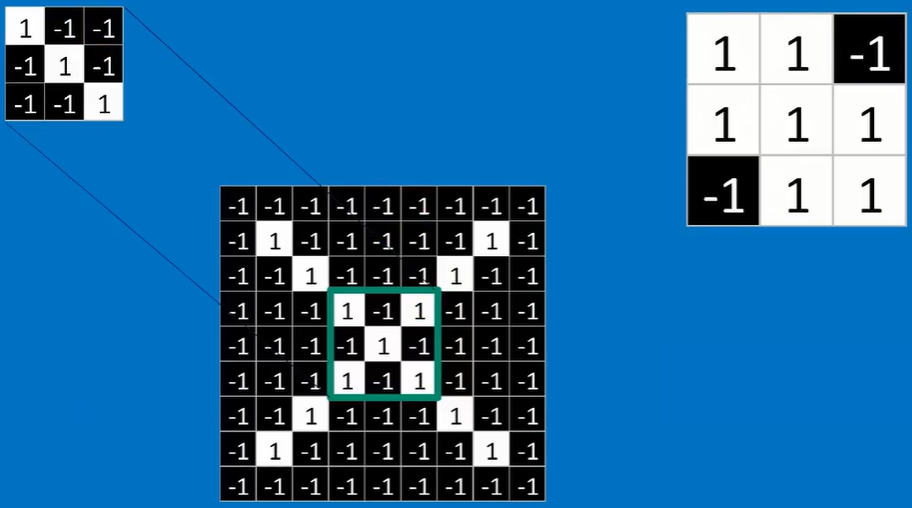 1 -1 -1
-1 1 -1
-1 -1 1
1 1 -1
1 1 1
-1 1 1
-1 -1 -1 -1 -1 -1 -1 -1 -1
-1 1 -1 -1 -1 -1 -1 1 -1
-1 -1 1 -1 -1 -1 1 -1 -1
-1 -1 -1 1 -1 1 -1 -1 -1
-1 -1 -1 -1 1 -1 -1 -1 -1
-1 -1 -1 1 -1 1 -1 -1 -1
-1 -1 1 -1 -1 -1 1 -1 -1
-1 1 -1 -1 -1 -1 -1 1 -1
-1 -1 -1 -1 -1 -1 -1 -1 -1